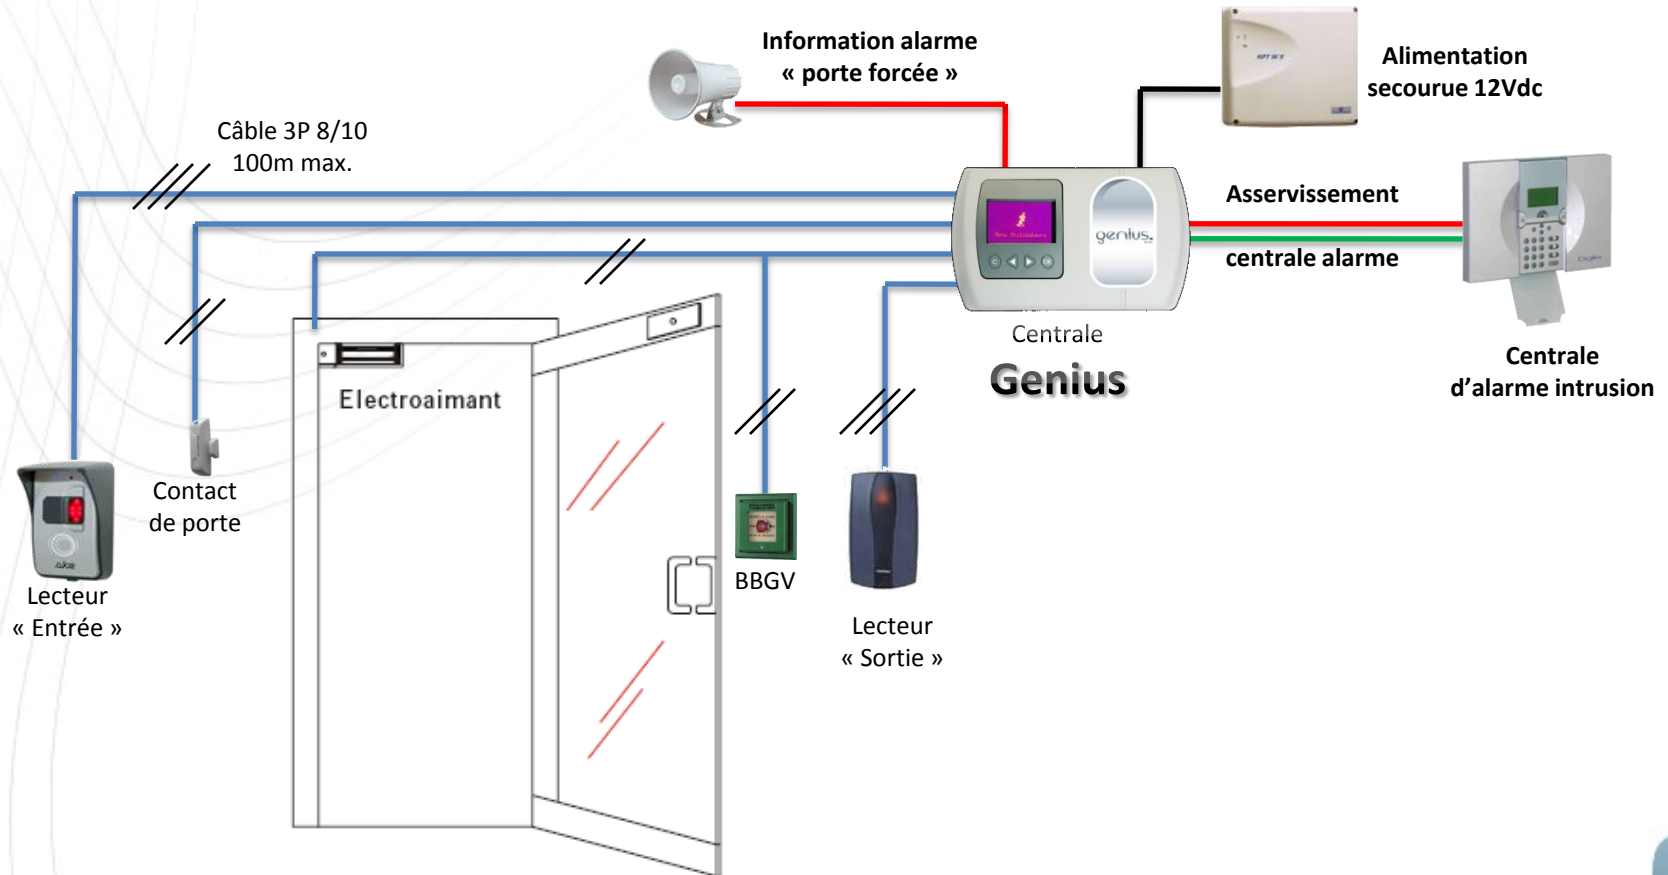 Information alarme
« porte forcée »
Alimentation
secourue 12Vdc
Câble 3P 8/10
100m max.
Asservissement
centrale alarme
genius.
Centrale
Genius
Centrale
d’alarme intrusion
Electroaimant
Contact
de porte
Lecteur
« Entrée »
BBGV
Lecteur
« Sortie »